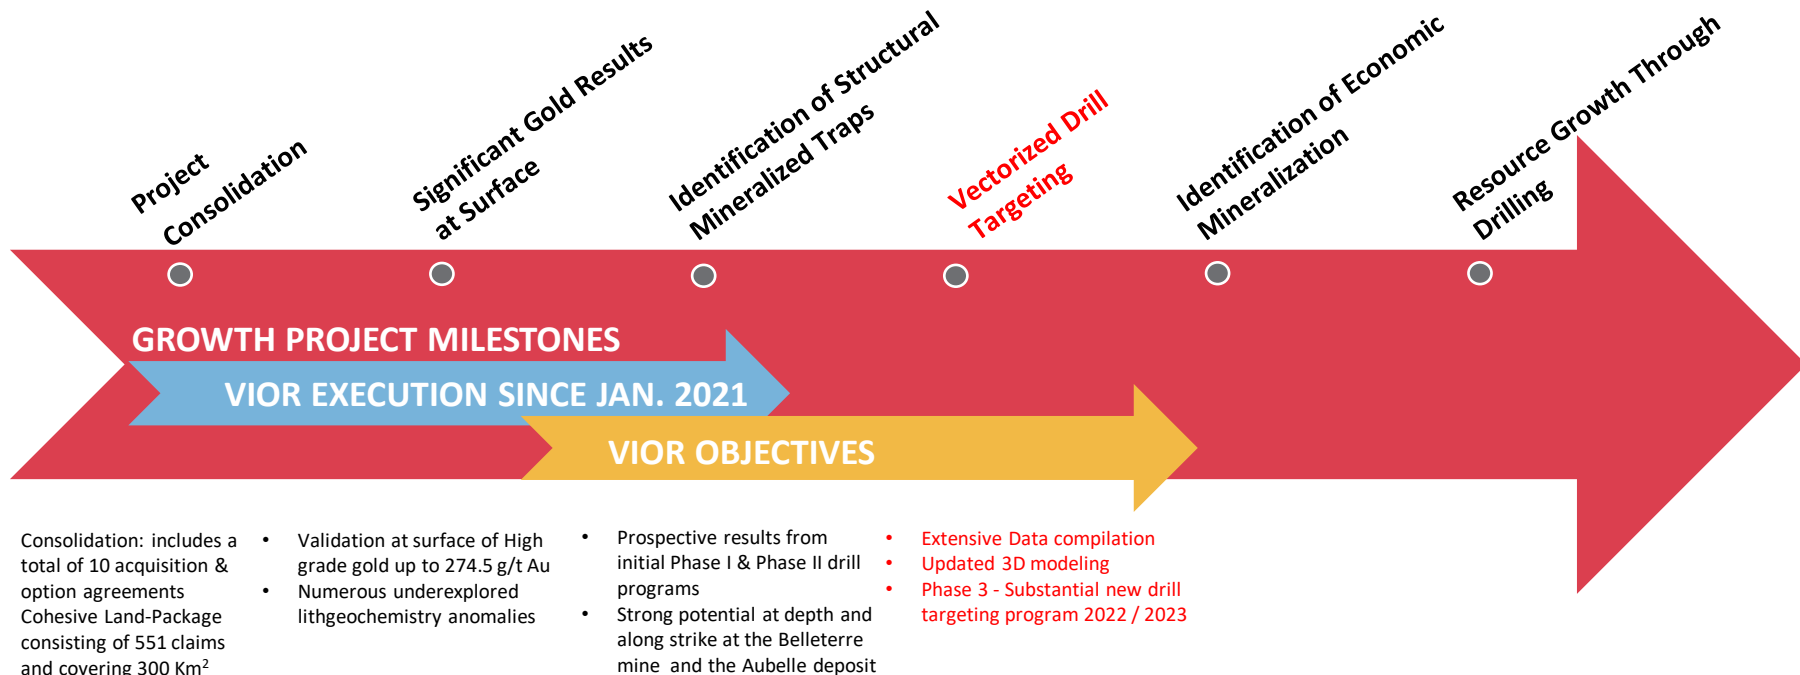 Project
Consolidation
Significant Gold Results
at Surface
Identification of Structural
Mineralized Traps
Vectorized Drill
Targeting
Identification of Economic
Mineralization
Resource Growth Through
Drilling
GROWTH PROJECT MILESTONES
VIOR EXECUTION SINCE JAN. 2021
VIOR OBJECTIVES
Consolidation: includes a
total of 10 acquisition &
option agreements
Cohesive Land-Package
consisting of 551 claims
and covering 300 Km²
• Validation at surface of High
grade gold up to 274.5 g/t Au
• Numerous underexplored
lithgeochemistry anomalies
• Prospective results from
initial Phase I & Phase II drill
programs
• Strong potential at depth and
along strike at the Belleterre
mine and the Aubelle deposit
• Extensive Data compilation
• Updated 3D modeling
• Phase 3 - Substantial new drill
targeting program 2022 / 2023